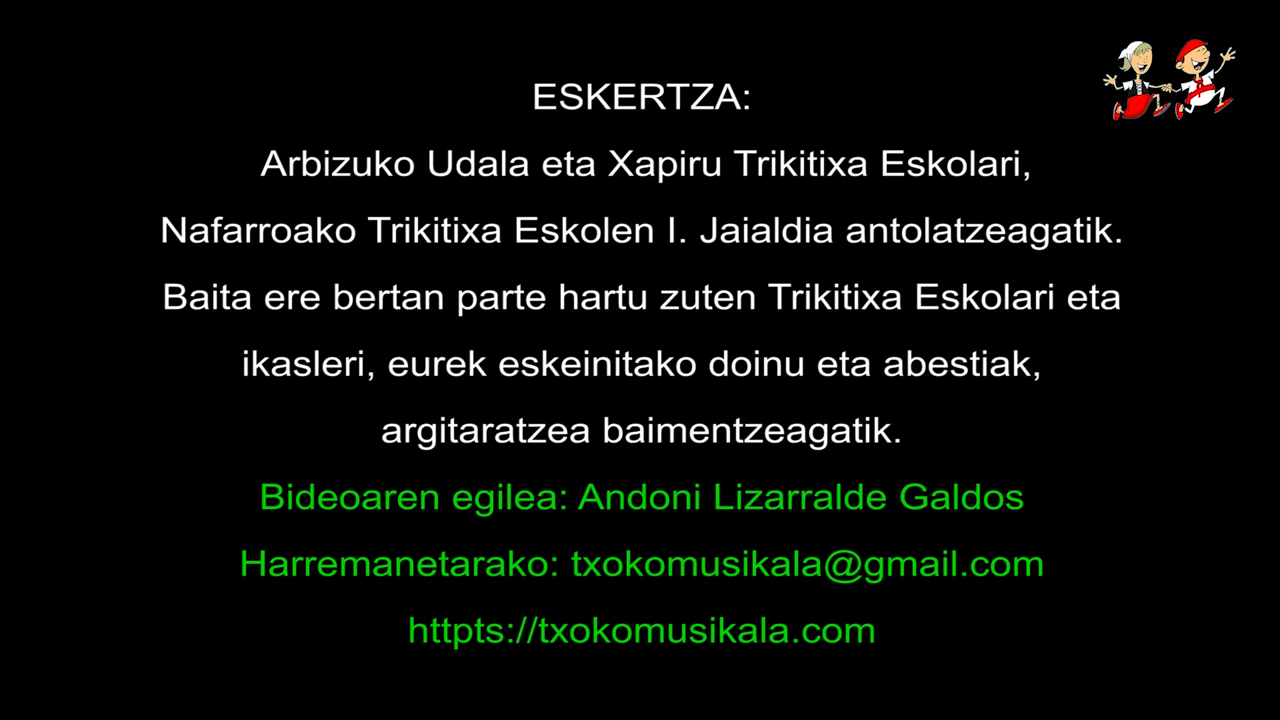 ESKERTZA:
Arbizuko Udala eta Xapiru Trikitixa Eskolari,
Nafarroako Trikitixa Eskolen I. Jaialdia antolatzeagatik.
Baita ere bertan parte hartu zuten Trikitixa Eskolari eta
ikasleri, eurek eskeinitako doinu eta abestiak,
argitaratzea baimentzeagatik.
Bideoaren egilea: Andoni Lizarralde Galdos
Harremanetarako: txokomusikala@gmail.com
httpts://txokomusikala.com